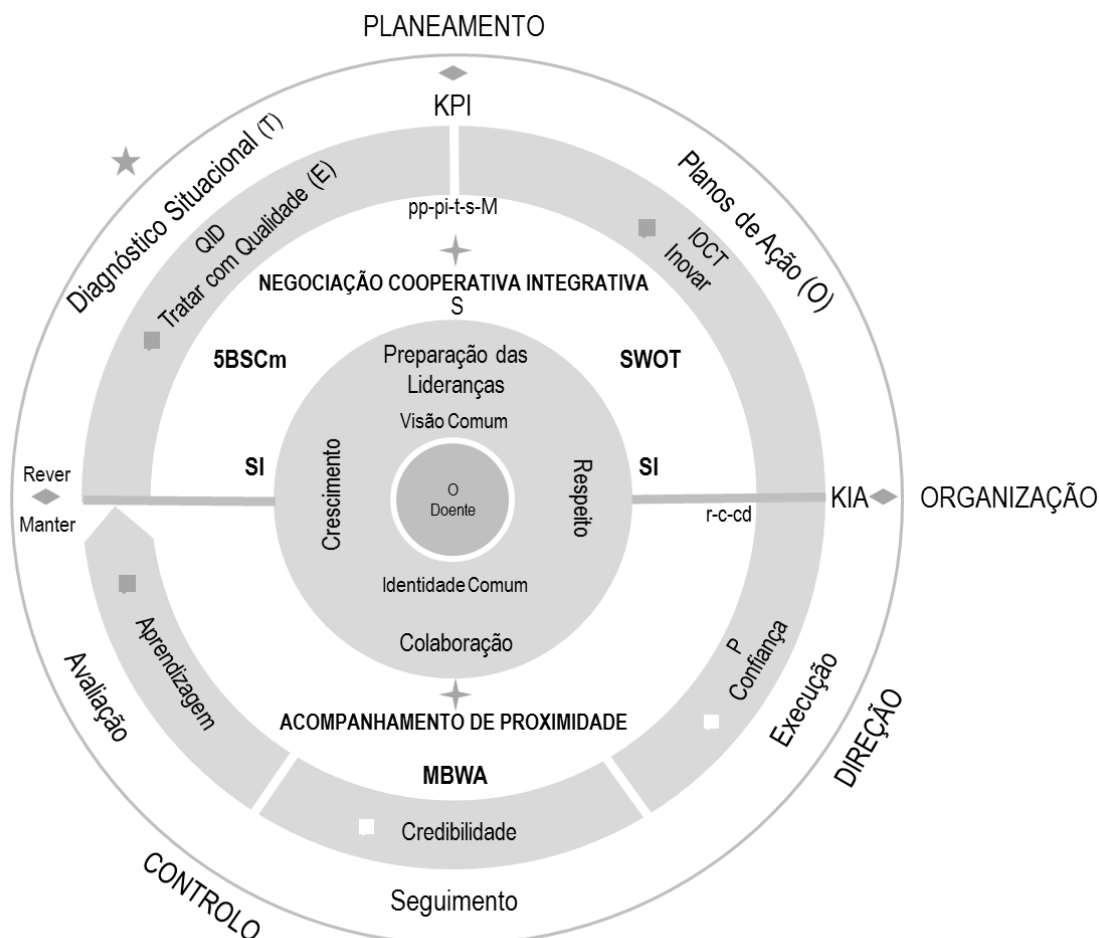 PLANEAMENTO
KPI
Diagnóstico Situacional (T)
QID
Tratar com Qualidade (E)
pp-pi-t-s-M
IOCT
Inovar
Planos de Ação (O)
NEGOCIAÇÃO COOPERATIVA INTEGRATIVA
S
5BSCm
SWOT
Preparação das
Lideranças
Visão Comum
Crescimento
Respeito
O
Doente
SI
SI
Rever
Manter
KIA
ORGANIZAÇÃO
r-c-cd
Identidade Comum
Colaboração
P
Confiança
Execução
DIREÇÃO
Aprendizagem
Avaliação
ACOMPANHAMENTO DE PROXIMIDADE
MBWA
Credibilidade
Seguimento
CONTROLO